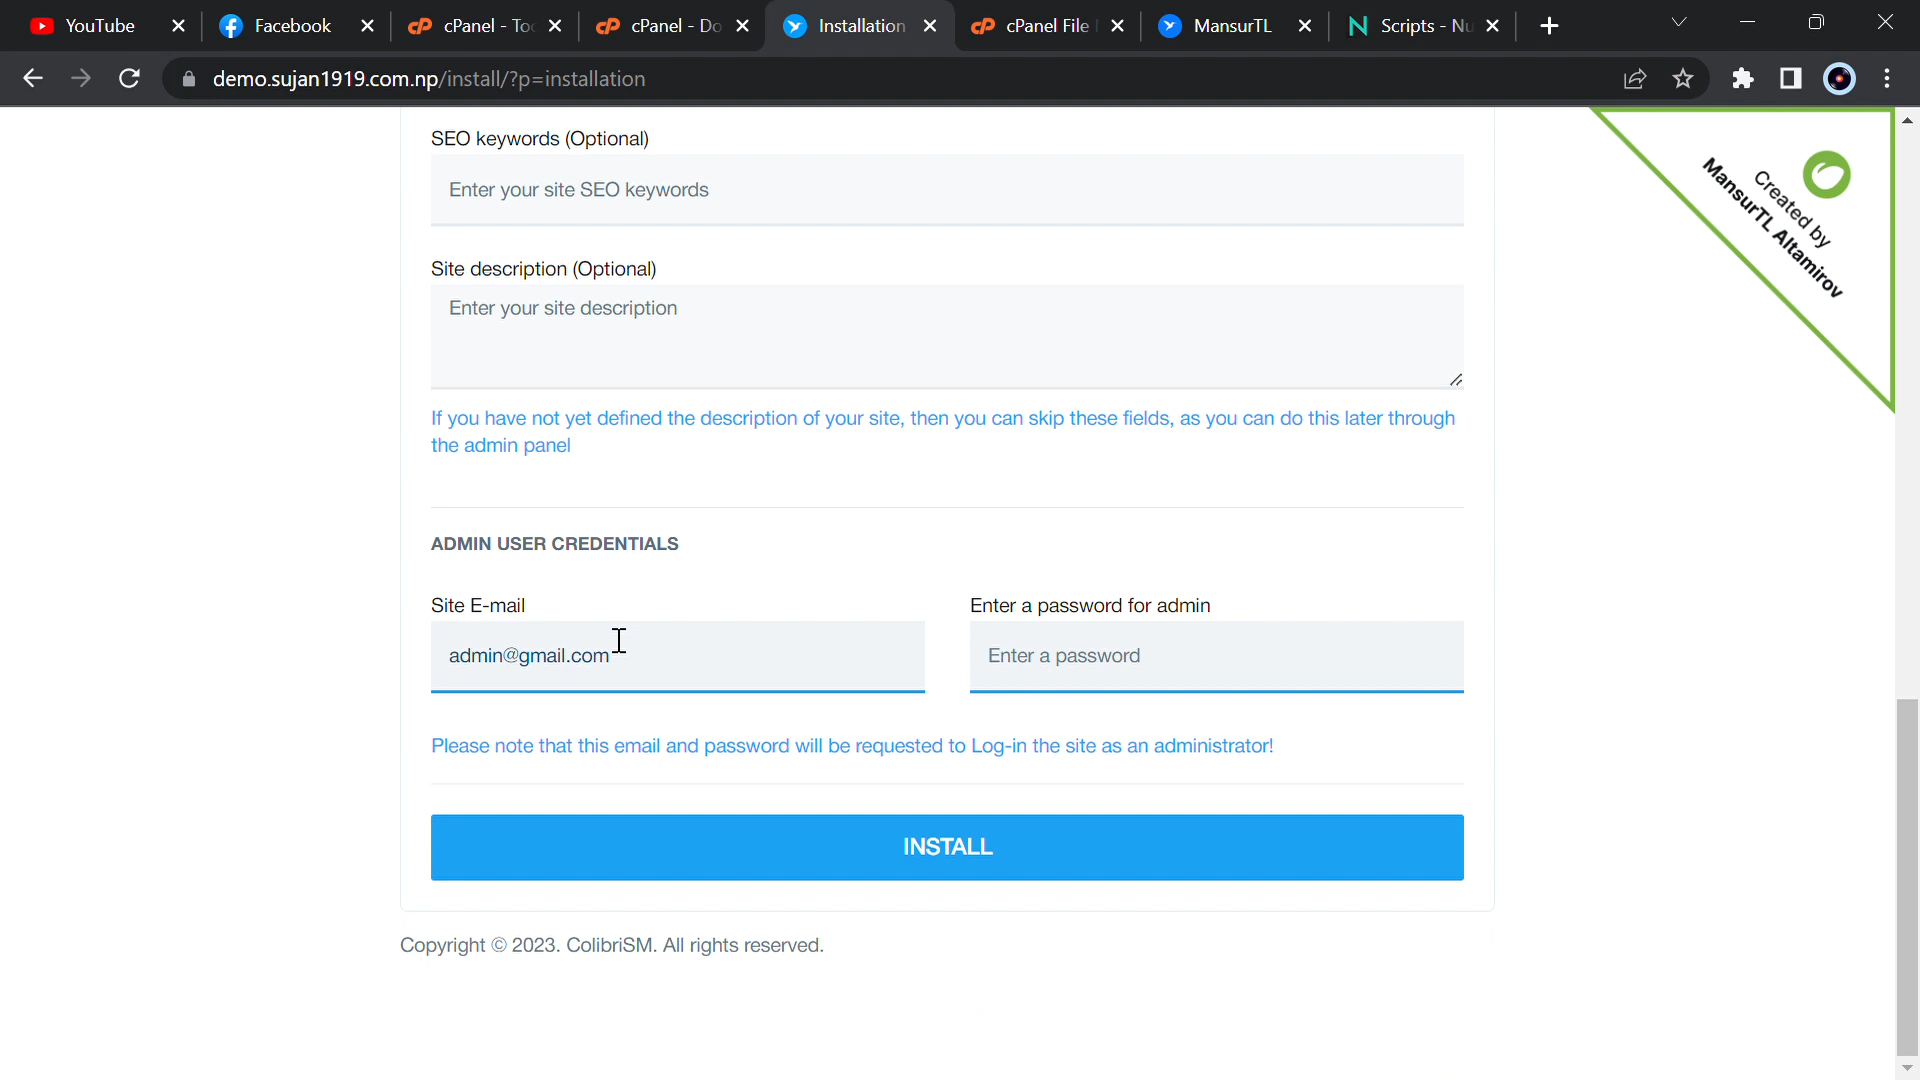 YouTube
Facebook
cPanel - To
cPanel - Do
Installation
cPanel File
MansurTL
Scripts - Nu
demo.sujan1919.com.np/install/?p=installation
Created by
MansurTL Altamirov
SEO keywords (Optional)
Enter your site SEO keywords
Site description (Optional)
Enter your site description
If you have not yet defined the description of your site, then you can skip these fields, as you can do this later through
the admin panel
ADMIN USER CREDENTIALS
Site E-mail
Enter a password for admin
admin@gmail.com
Enter a password
Please note that this email and password will be requested to Log-in the site as an administrator!
INSTALL
Copyright © 2023. ColibriSM. All rights reserved.